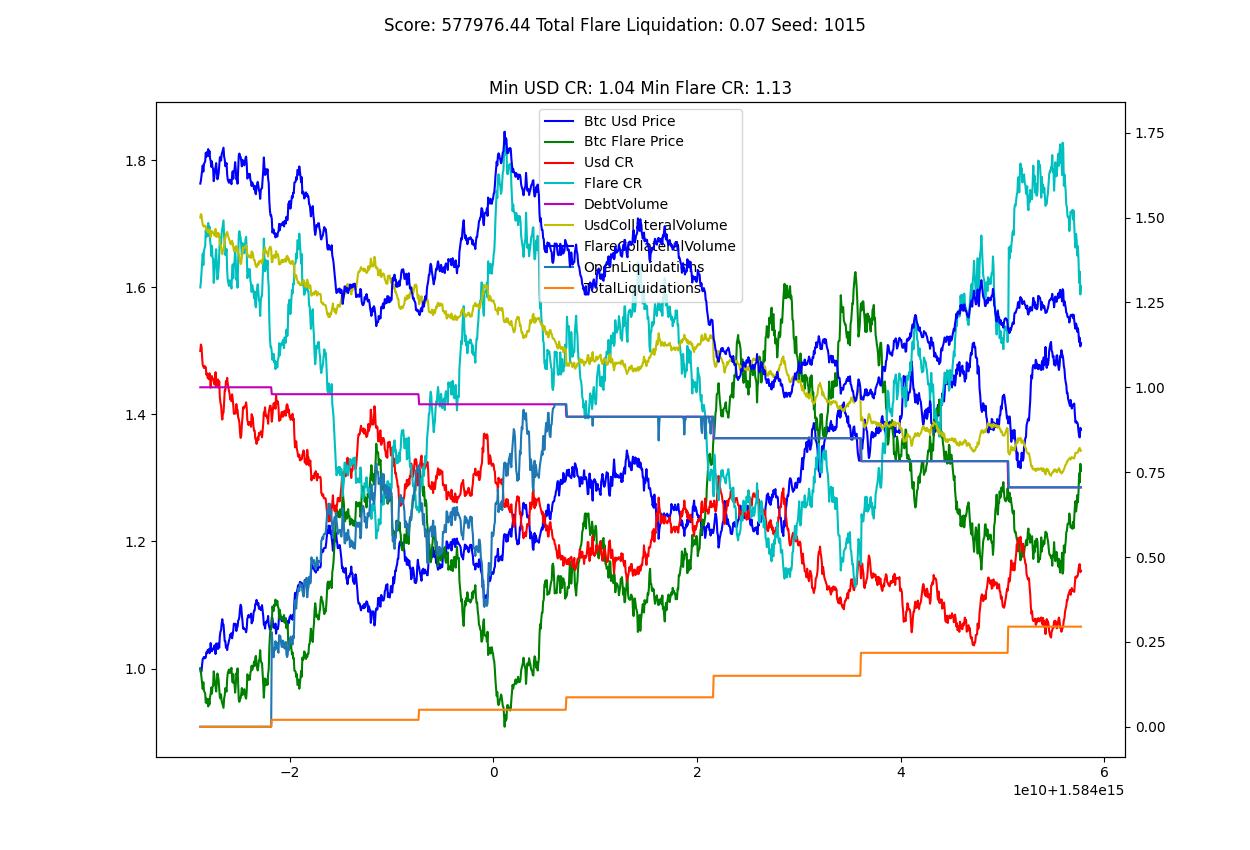 Score: 577976.44 Total Flare Liquidation: 0.07 Seed: 1015
Min USD CR: 1.04 Min Flare CR: 1.13
Btc Usd Price
Btc Flare Price
Usd CR
Flare CR
DebtVolume
UsdCollateralVolume
FlareCollateralVolume
OpenLiquidations
TotalLiquidations
1.8
1.6
1.4
1.2
1.0
1.75
1.50
1.25
1.00
0.75
0.50
0.25
0.00
−2
0
2
4
6
1e10+1.584e15